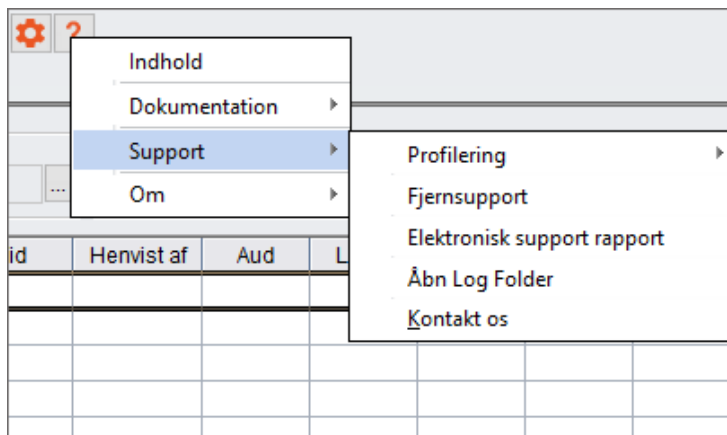 ?
Indhold
Dokumentation
Support
Om
...
Profilering
Fjernsupport
Elektronisk support rapport
Åbn Log Folder
Kontakt os
id Henvist af Aud L